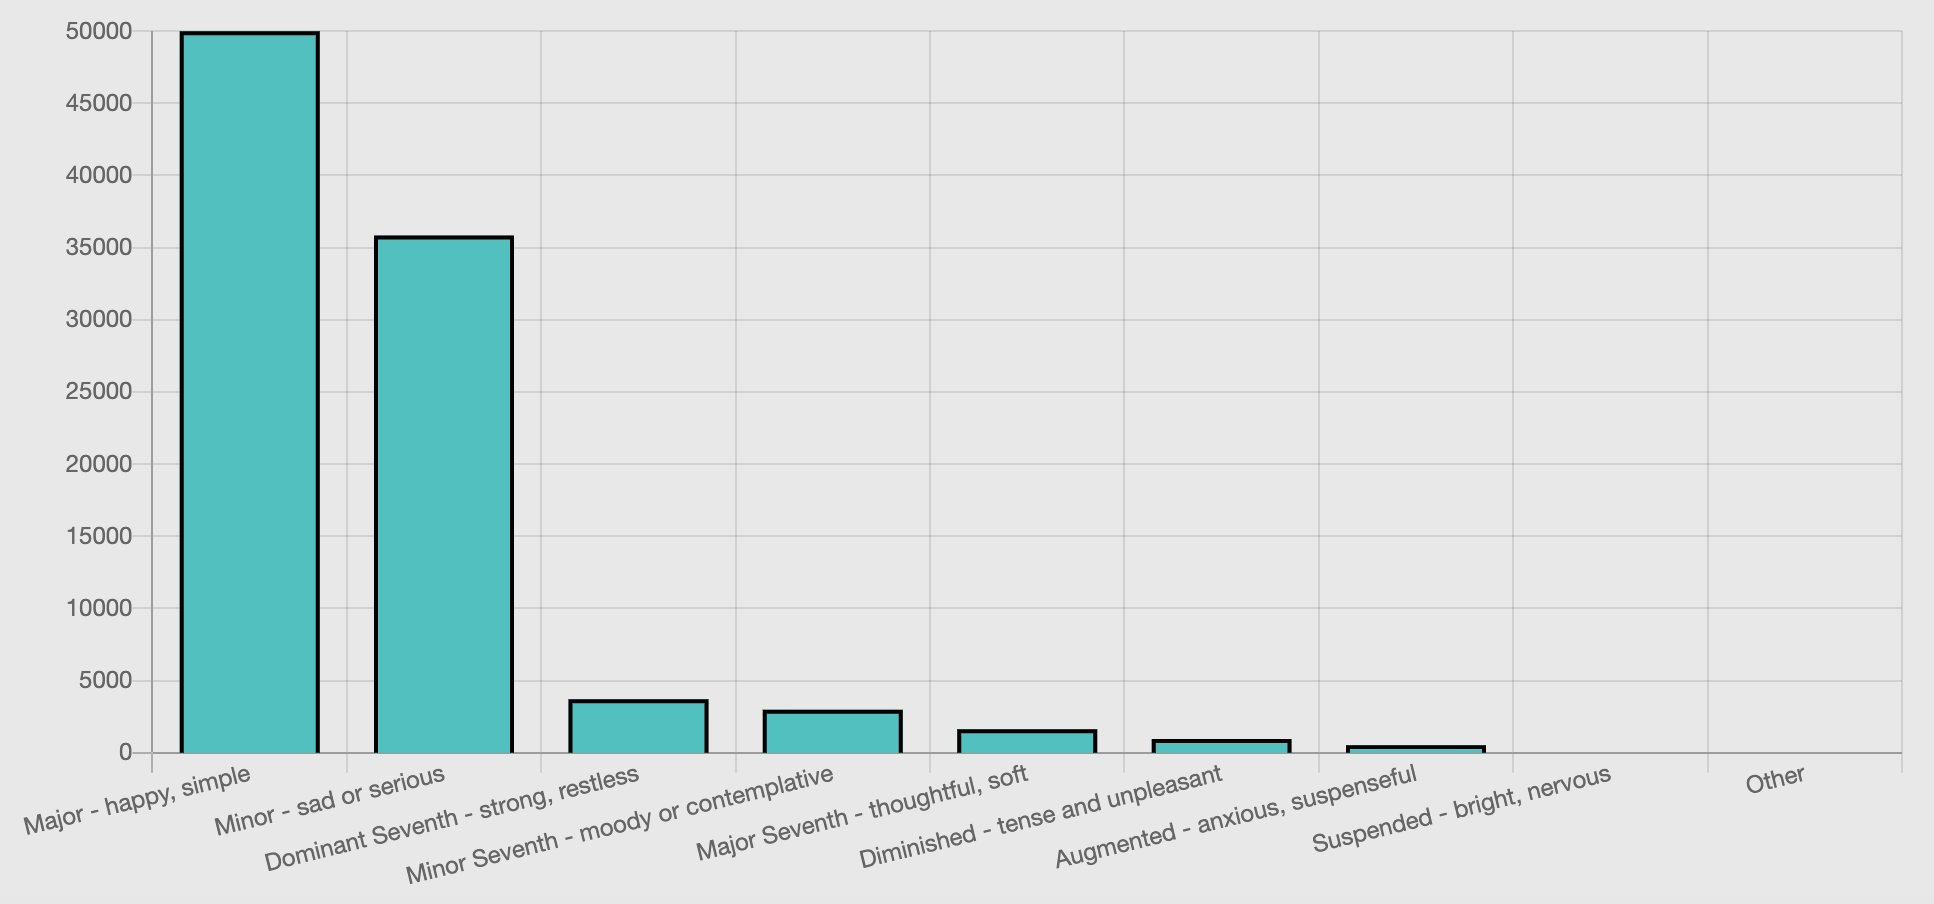 50000
45000
40000
35000
30000
25000
20000
15000
10000
5000
0
Major - happy, simple
Minor - sad or serious
Dominant Seventh - strong, restless
Minor Seventh - moody or contemplative
Major Seventh - thoughtful, soft
Diminished - tense and unpleasant
Augmented - anxious, suspenseful
Suspended - bright, nervous
Other